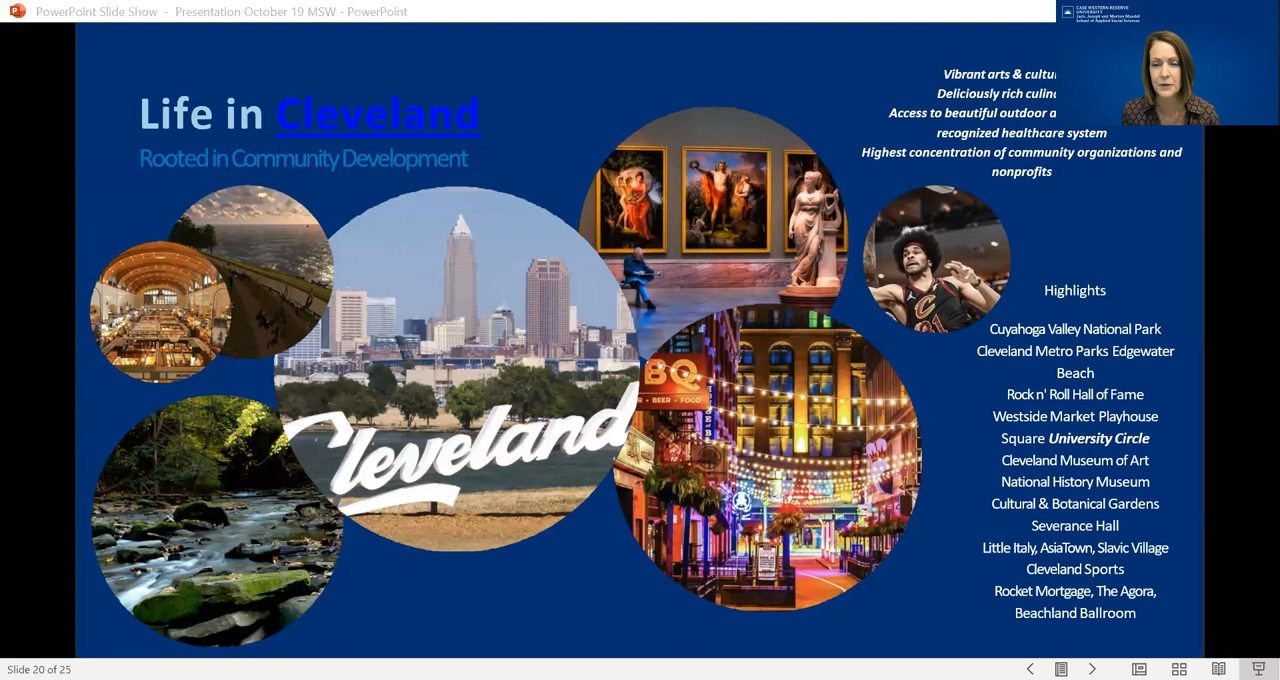 PowerPoint Slide Show - Presentation October 19 MSW - PowerPoint
CASE WESTERN RESERVE
UNIVERSITY
Jack, Joseph and Morton Mandel
School of Applied Social Sciences
Life in Cleveland
Rooted in Community Development
Vibrant arts &
Deliciously rich
Access to beautiful outdoor
recognized healthcare system
Highest concentration of community organizations and
nonprofits
Cleveland
BQ
BEER • FOOD
C
Highlights
Cuyahoga Valley National Park
Cleveland Metro Parks Edgewater
Beach
Rock n' Roll Hall of Fame
Westside Market Playhouse
Square University Circle
Cleveland Museum of Art
National History Museum
Cultural & Botanical Gardens
Severance Hall
Little Italy, AsiaTown, Slavic Village
Cleveland Sports
Rocket Mortgage, The Agora,
Beachland Ballroom
Slide 20 of 25